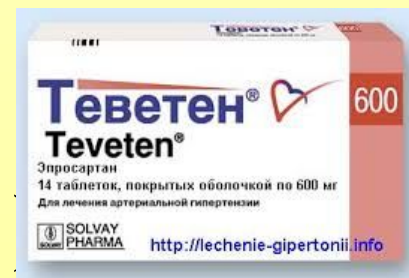 Теветен®
600
Teveten®
Эпросартан
14 таблеток, покрытых оболочкой по 600 мг
Для лечения артериальной гипертензии
SOLVAY
PHARMA
http://lechenie-gipertonii.info